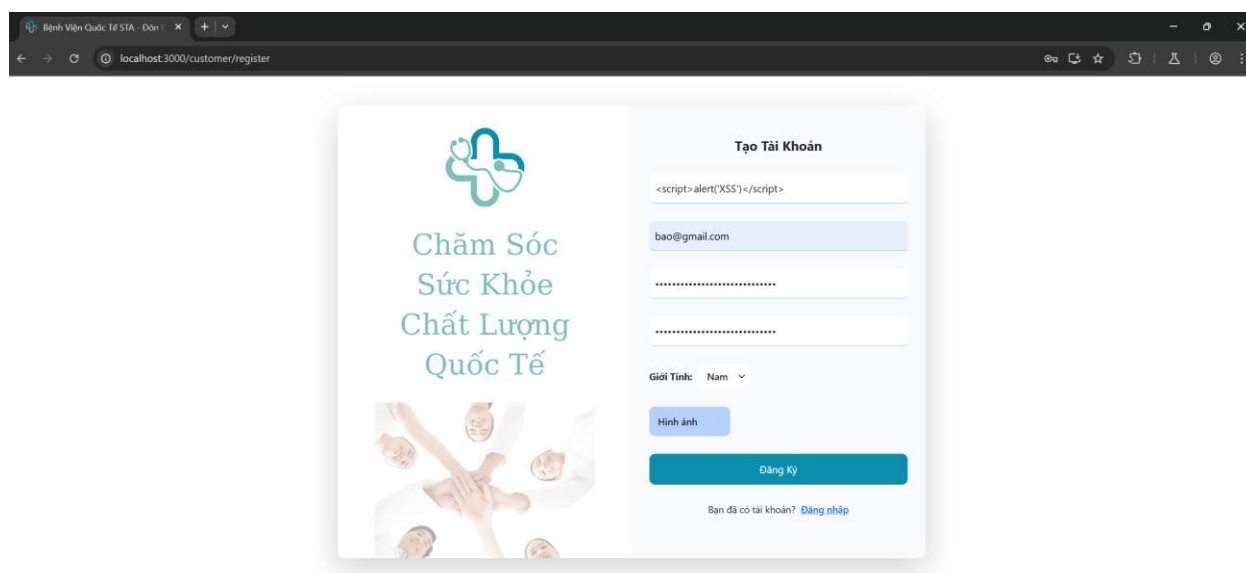 Bệnh Viện Quốc Tế STA - Đón
localhost:3000/customer/register
Chăm Sóc
Sức Khỏe
Chất Lượng
Quốc Tế
Tạo Tài Khoản
<script>alert('XSS')</script>
bao@gmail.com
••••••••••••••••••••••••••••••
••••••••••••••••••••••••••••••
Giới Tính: Nam
Hình ảnh
Đăng Ký
Bạn đã có tài khoản? Đăng nhập